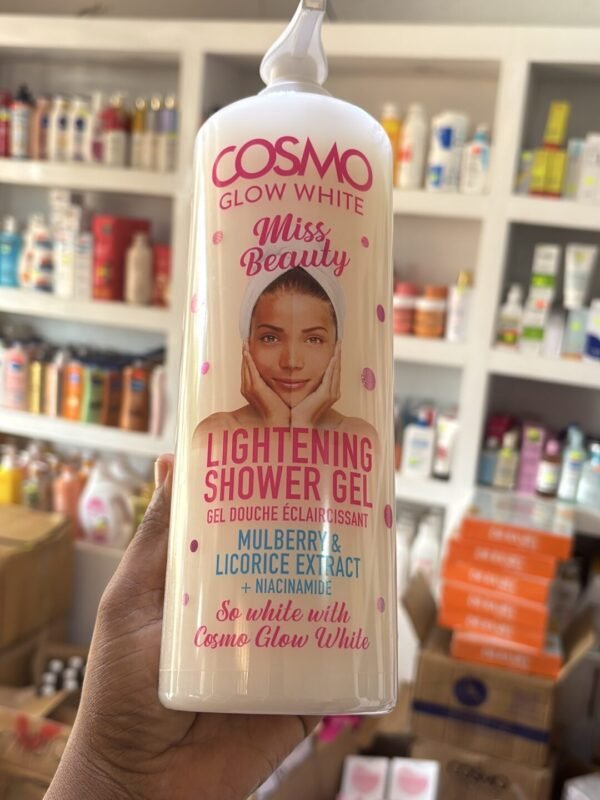 COSMO
GLOW WHITE
Miss
Beauty
LIGHTENING
SHOWER GEL
GEL DOUCHE ÉCLAIRCISSANT
MULBERRY &
LICORICE EXTRACT
+ NIACINAMIDE
So white with
Cosmo Glow White
COSMO